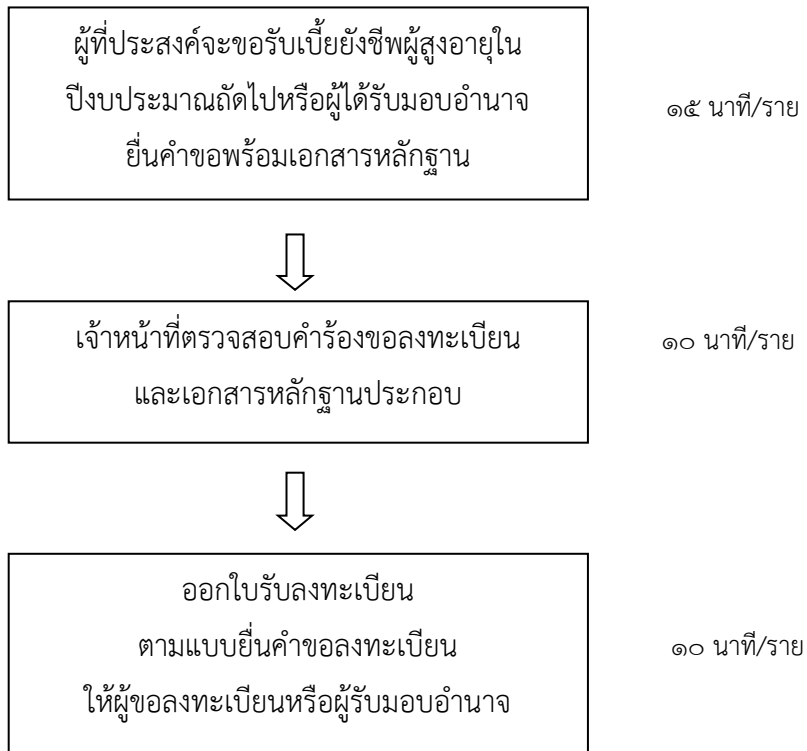 ผู้ที่ประสงค์จะขอรับเบี้ยยังชีพผู้สูงอายุใน
ปีงบประมาณถัดไปหรือผู้ได้รับมอบอำนาจ
ยื่นคำขอพร้อมเอกสารหลักฐาน
๑๕ นาที/ราย
เจ้าหน้าที่ตรวจสอบคำร้องขอลงทะเบียน
และเอกสารหลักฐานประกอบ
๑๐ นาที/ราย
ออกใบรับลงทะเบียน
ตามแบบยื่นคำขอลงทะเบียน
ให้ผู้ขอลงทะเบียนหรือผู้รับมอบอำนาจ
๑๐ นาที/ราย